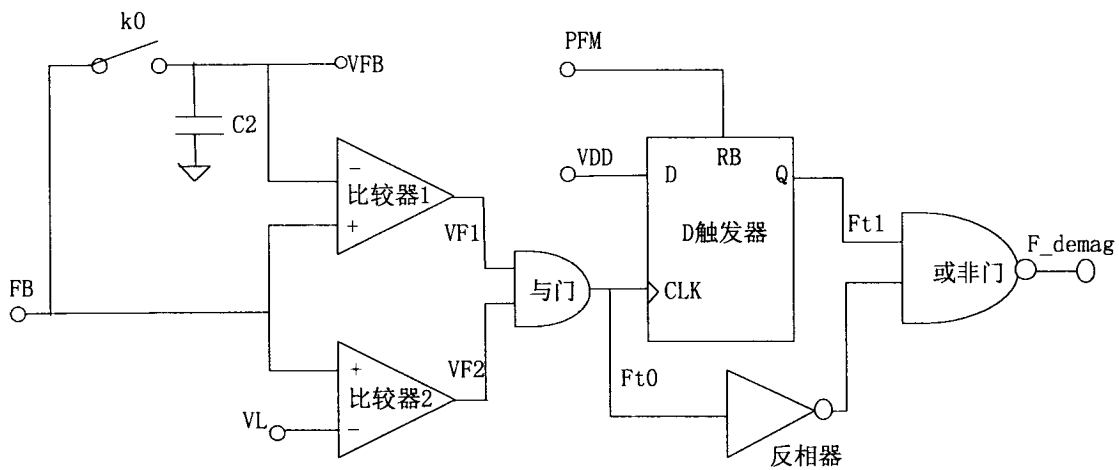 k0
VFB
C2
PFM
VDD
D
RB
Q
D触发器
CLK
Ft1
或非门
F_demag
−
比较器1
+
VF1
与门
FB
+
比较器2
−
VF2
VL
Ft0
反相器